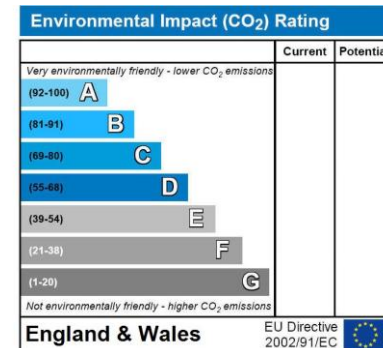 Environmental Impact (CO₂) Rating
Current Potentia
Very environmentally friendly - lower CO₂ emissions
(92-100) A
(81-91) B
(69-80) C
(55-68) D
(39-54) E
(21-38) F
(1-20) G
Not environmentally friendly - higher CO₂ emissions
England & Wales
EU Directive
2002/91/EC